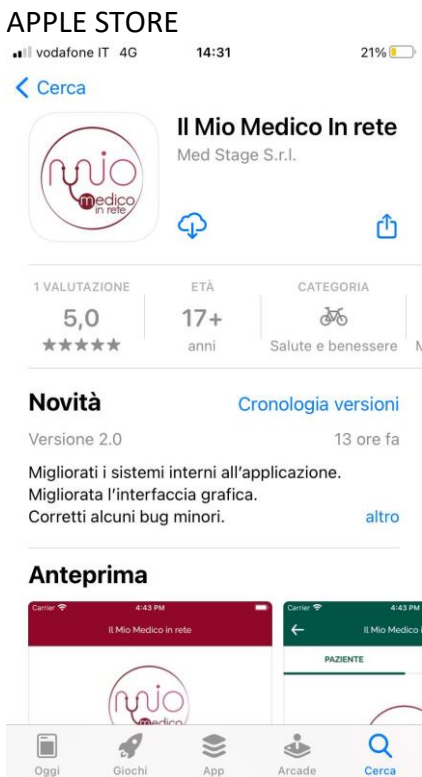 APPLE STORE
vodafone IT 4G 14:31 21%
Cerca
mio
medico
in rete
Il Mio Medico In rete
Med Stage S.r.l.
1 VALUTAZIONE ETÀ CATEGORIA
5,0 17+
anni Salute e benessere M
Novità Cronologia versioni
Versione 2.0 13 ore fa
Migliorati i sistemi interni all'applicazione.
Migliorata l'interfaccia grafica.
Corretti alcuni bug minori. altro
Anteprima
Carrier 4:43 PM Carrier 4:43 PM
Il Mio Medico in rete Il Mio Medico i
PAZIENTE
mio
medico
Oggi Giochi App Arcade Cerca